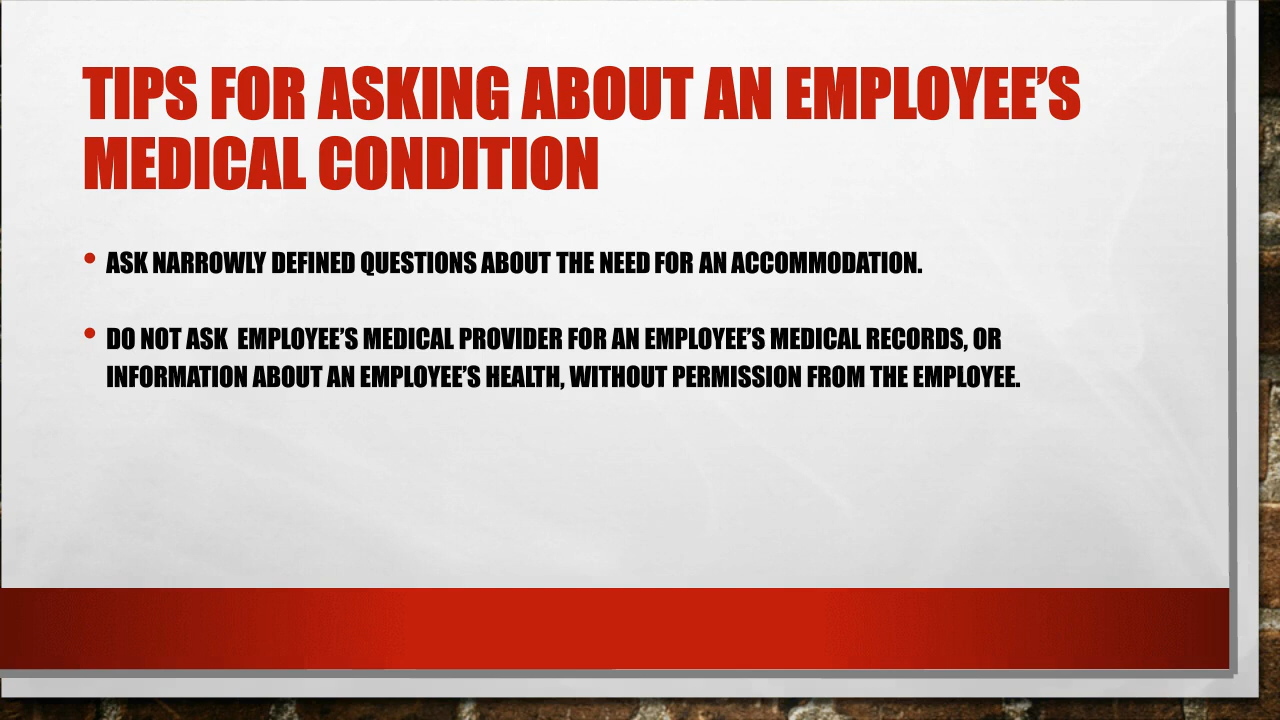 TIPS FOR ASKING ABOUT AN EMPLOYEE’S
MEDICAL CONDITION
• ASK NARROWLY DEFINED QUESTIONS ABOUT THE NEED FOR AN ACCOMMODATION.
• DO NOT ASK  EMPLOYEE’S MEDICAL PROVIDER FOR AN EMPLOYEE’S MEDICAL RECORDS, OR
INFORMATION ABOUT AN EMPLOYEE’S HEALTH, WITHOUT PERMISSION FROM THE EMPLOYEE.